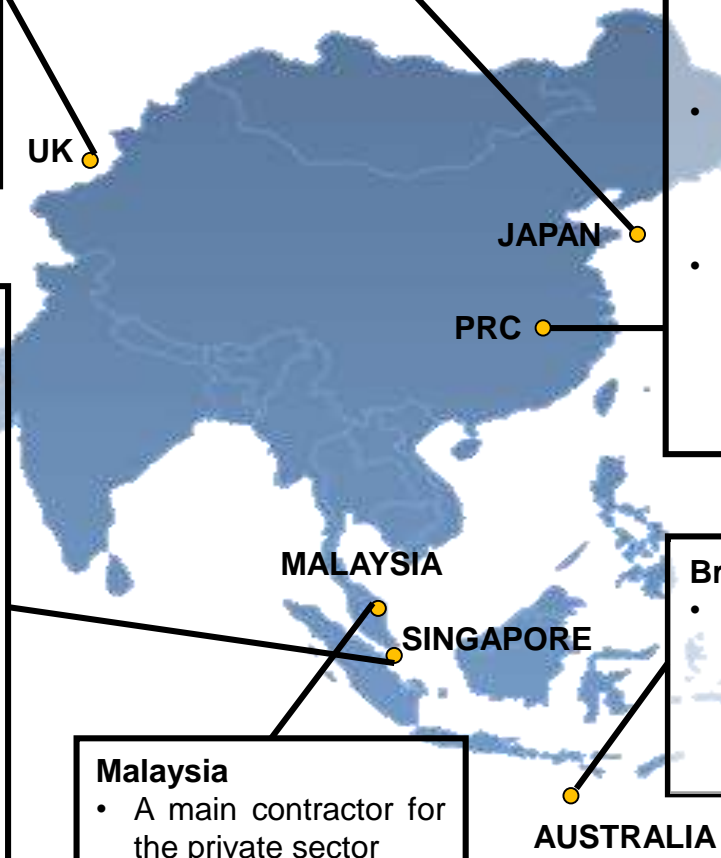 UK
JAPAN
PRC
MALAYSIA
SINGAPORE
Malaysia
• A main contractor for
the private sector
AUSTRALIA